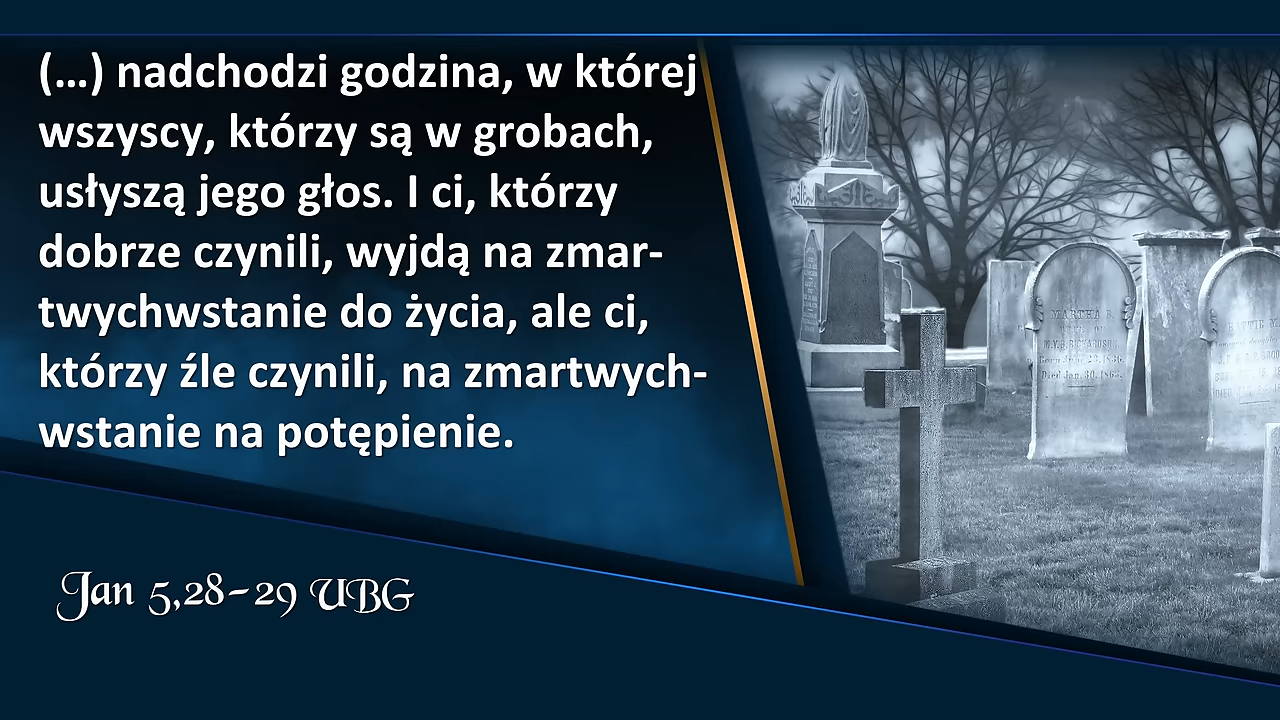 (…) nadchodzi godzina, w której
wszyscy, którzy są w grobach,
usłyszą jego głos. I ci, którzy
dobrze czynili, wyjdą na zmar-
twychwstanie do życia, ale ci,
którzy źle czynili, na zmartwych-
wstanie na potępienie.
Jan 5,28-29 UBG
MARTHA B.